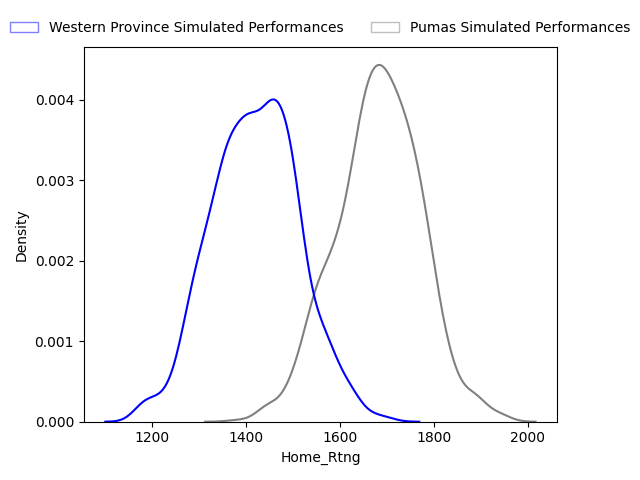 Western Province Simulated Performances Pumas Simulated Performances
0.004
0.003
0.002
0.001
0.000
Density
1200 1400 1600 1800 2000
Home_Rtng